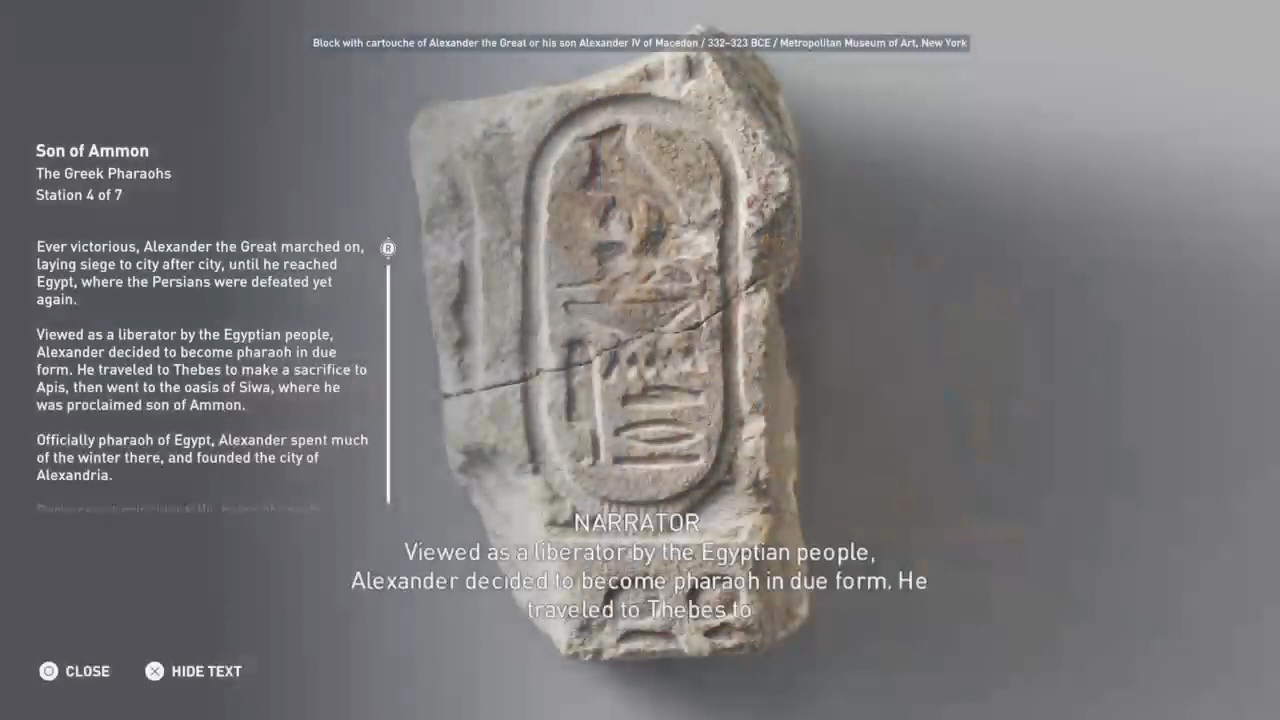 Block with cartouche of Alexander the Great or his son Alexander IV of Macedon / 332–323 BCE / Metropolitan Museum of Art, New York
Son of Ammon
The Greek Pharaohs
Station 4 of 7
Ever victorious, Alexander the Great marched on,
laying siege to city after city, until he reached
Egypt, where the Persians were defeated yet
again.
Viewed as a liberator by the Egyptian people,
Alexander decided to become pharaoh in due
form. He traveled to Thebes to make a sacrifice to
Apis, then went to the oasis of Siwa, where he
was proclaimed son of Ammon.
Officially pharaoh of Egypt, Alexander spent much
of the winter there, and founded the city of
Alexandria.
R
NARRATOR
Viewed as a liberator by the Egyptian people,
Alexander decided to become pharaoh in due form. He
traveled to Thebes to
CLOSE
HIDE TEXT